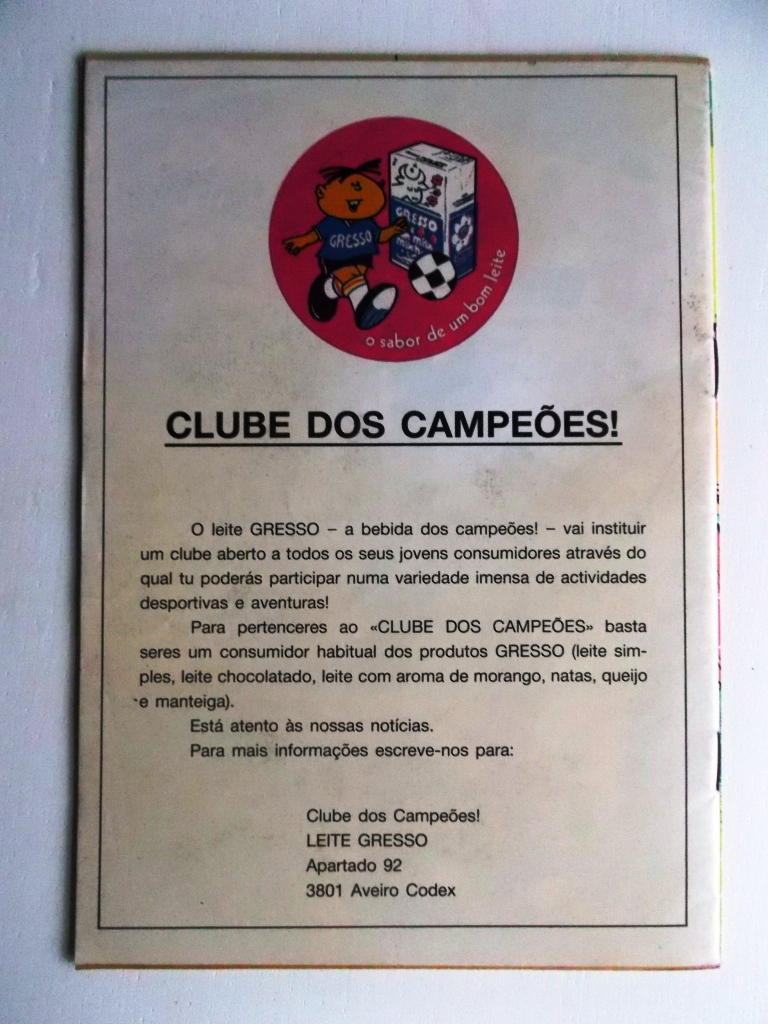 GRESSO
GRESSO
o sabor de um bom leite
CLUBE DOS CAMPEÕES!
O leite GRESSO – a bebida dos campeões! – vai instituir
um clube aberto a todos os seus jovens consumidores através do
qual tu poderás participar numa variedade imensa de actividades
desportivas e aventuras!
Para pertenceres ao «CLUBE DOS CAMPEÕES» basta
seres um consumidor habitual dos produtos GRESSO (leite sim-
ples, leite chocolatado, leite com aroma de morango, natas, queijo
e manteiga).
Está atento às nossas notícias.
Para mais informações escreve-nos para:
Clube dos Campeões!
LEITE GRESSO
Apartado 92
3801 Aveiro Codex